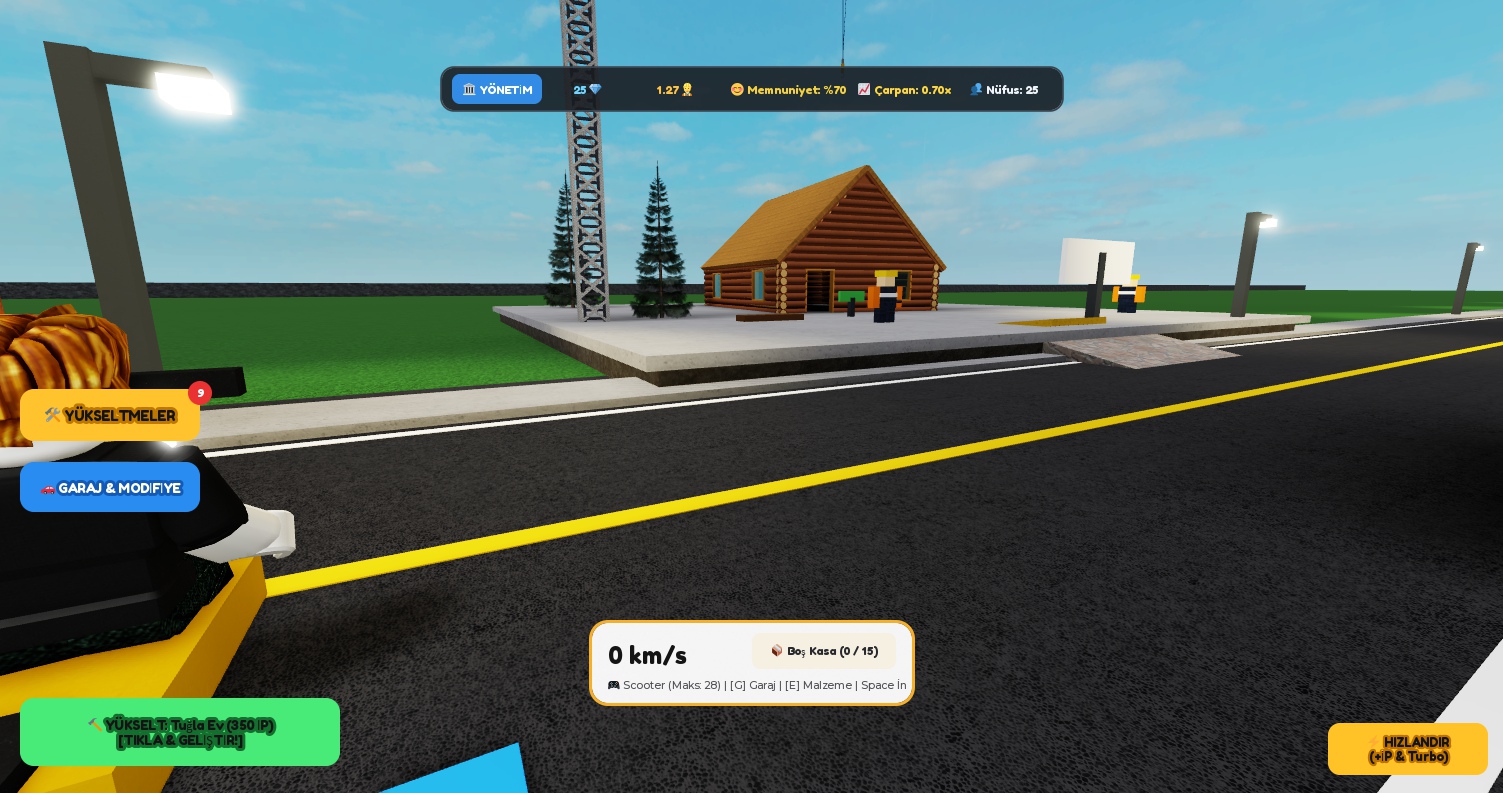 🏛️ YÖNETİM 25 💎 1.27 👷 😊 Memnuniyet: %70 📈 Çarpan: 0.70x 👥 Nüfus: 25
9
🛠️ YÜKSELTMELER
🚗 GARAJ & MODİFİYE
0 km/s
📦 Boş Kasa (0 / 15)
🎮 Scooter (Maks: 28) | [G] Garaj | [E] Malzeme | Space İn
🔨 YÜKSELT: Tuğla Ev (350 İP)
[TIKLA & GELİŞTİR!]
⚡ HIZLANDIR
(+İP & Turbo)